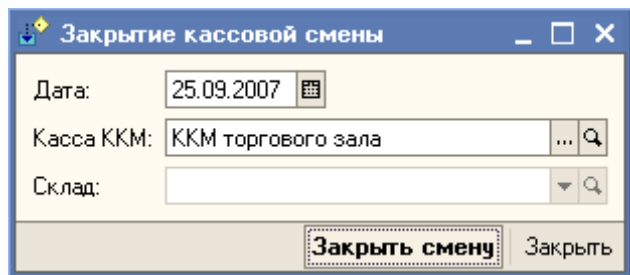 Закрытие кассовой смены
Дата: 25.09.2007
Касса ККМ: ККМ торгового зала ...
Склад:
Закрыть смену Закрыть